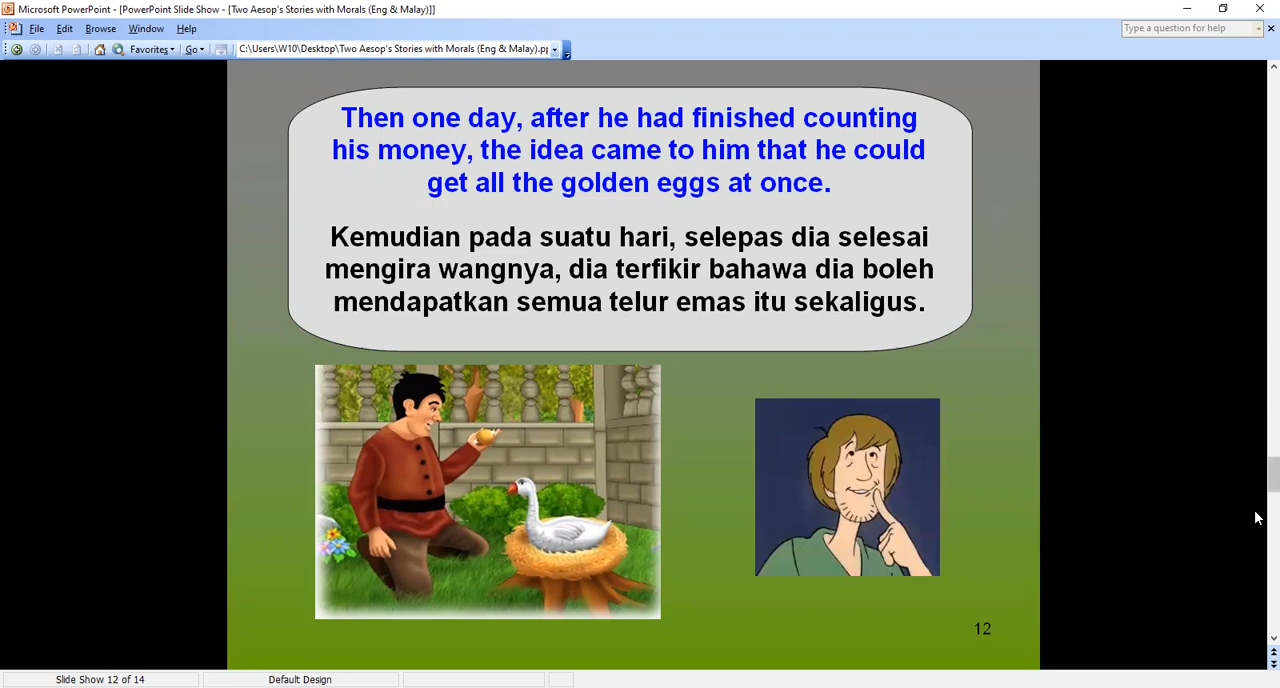 Microsoft PowerPoint - [PowerPoint Slide Show - [Two Aesop's Stories with Morals (Eng & Malay)]]
File Edit Browse Window Help
Type a question for help
Favorites Go C:\Users\W10\Desktop\Two Aesop's Stories with Morals (Eng & Malay).pp
Then one day, after he had finished counting
his money, the idea came to him that he could
get all the golden eggs at once.
Kemudian pada suatu hari, selepas dia selesai
mengira wangnya, dia terfikir bahawa dia boleh
mendapatkan semua telur emas itu sekaligus.
12
Slide Show 12 of 14
Default Design